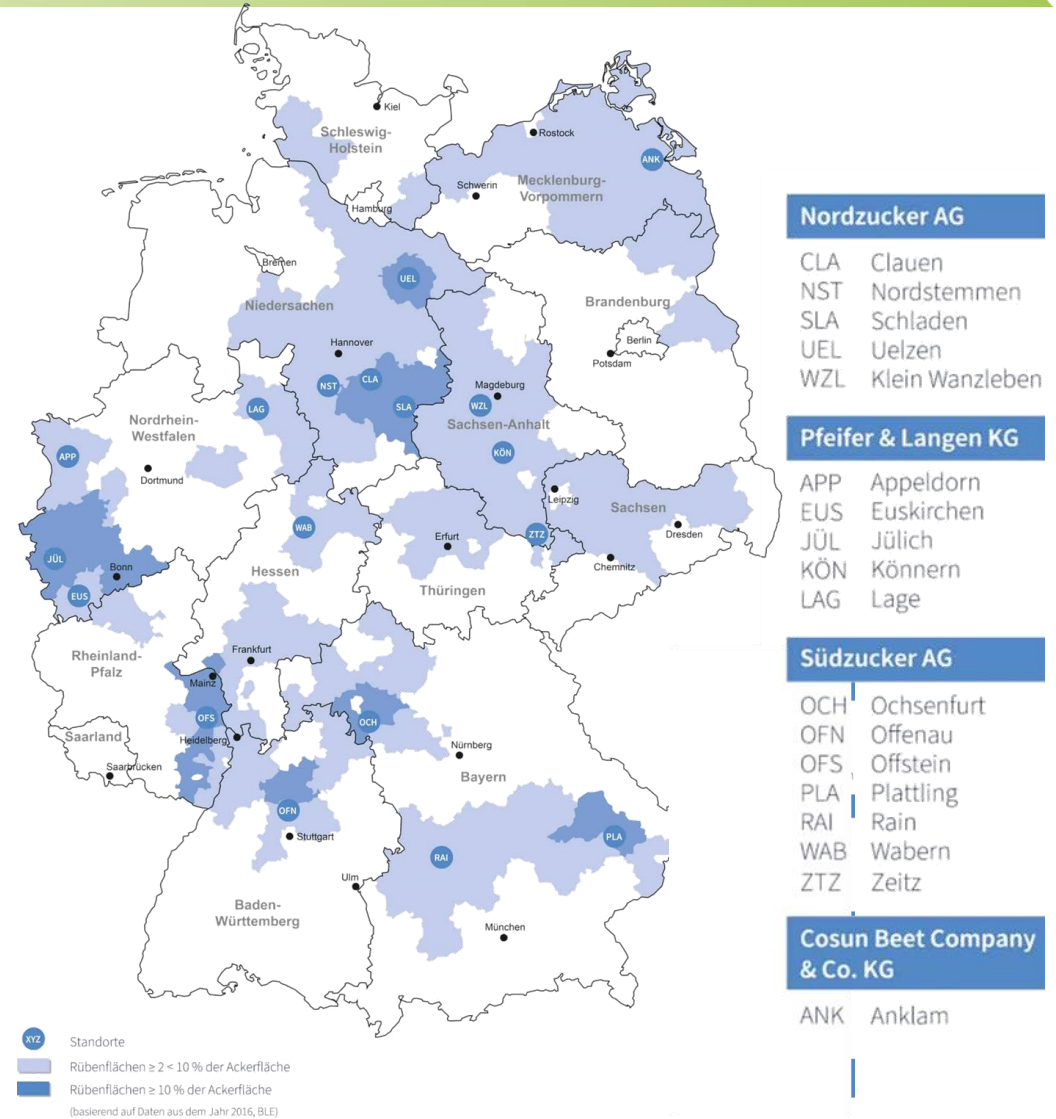 Kiel
Schleswig-
Holstein
Rostock
ANK
Mecklenburg-
Vorpommern
Schwerin
Hamburg
Bremen
UEL
Niedersachen
Brandenburg
Berlin
Potsdam
Hannover
NST
CLA
SLA
Magdeburg
WZL
Sachsen-Anhalt
KÖN
LAG
Nordrhein-
Westfalen
APP
Dortmund
Leipzig
Sachsen
Dresden
WAB
Erfurt
ZTZ
Chemnitz
JÜL
Bonn
EUS
Hessen
Thüringen
Rheinland-
Pfalz
Frankfurt
Mainz
OFS
OCH
Saarland
Heidelberg
Saarbrücken
Nürnberg
Bayern
OFN
Stuttgart
PLA
RAI
Ulm
Baden-
Württemberg
München
XYZ Standorte
Rübenflächen ≥ 2 < 10 % der Ackerfläche
Rübenflächen ≥ 10 % der Ackerfläche
(basierend auf Daten aus dem Jahr 2016, BLE)
Nordzucker AG
CLA Clauen
NST Nordstemmen
SLA Schladen
UEL Uelzen
WZL Klein Wanzleben
Pfeifer & Langen KG
APP Appeldorn
EUS Euskirchen
JÜL Jülich
KÖN Könnern
LAG Lage
Südzucker AG
OCH Ochsenfurt
OFN Offenau
OFS Offstein
PLA Plattling
RAI Rain
WAB Wabern
ZTZ Zeitz
Cosun Beet Company
& Co. KG
ANK Anklam